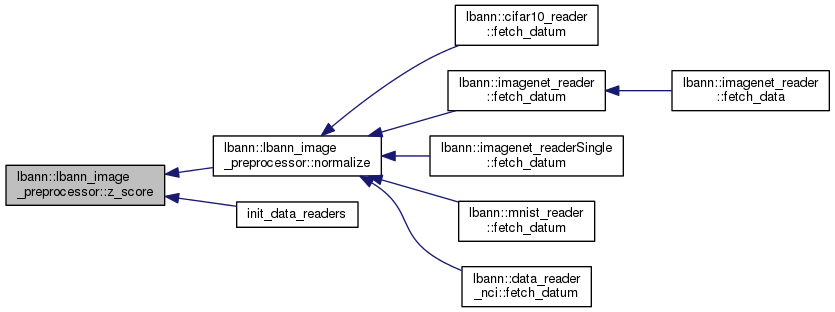 lbann::lbann_image
_preprocessor::z_score
lbann::lbann_image
_preprocessor::normalize
init_data_readers
lbann::cifar10_reader
::fetch_datum
lbann::imagenet_reader
::fetch_datum
lbann::imagenet_readerSingle
::fetch_datum
lbann::mnist_reader
::fetch_datum
lbann::data_reader
_nci::fetch_datum
lbann::imagenet_reader
::fetch_data